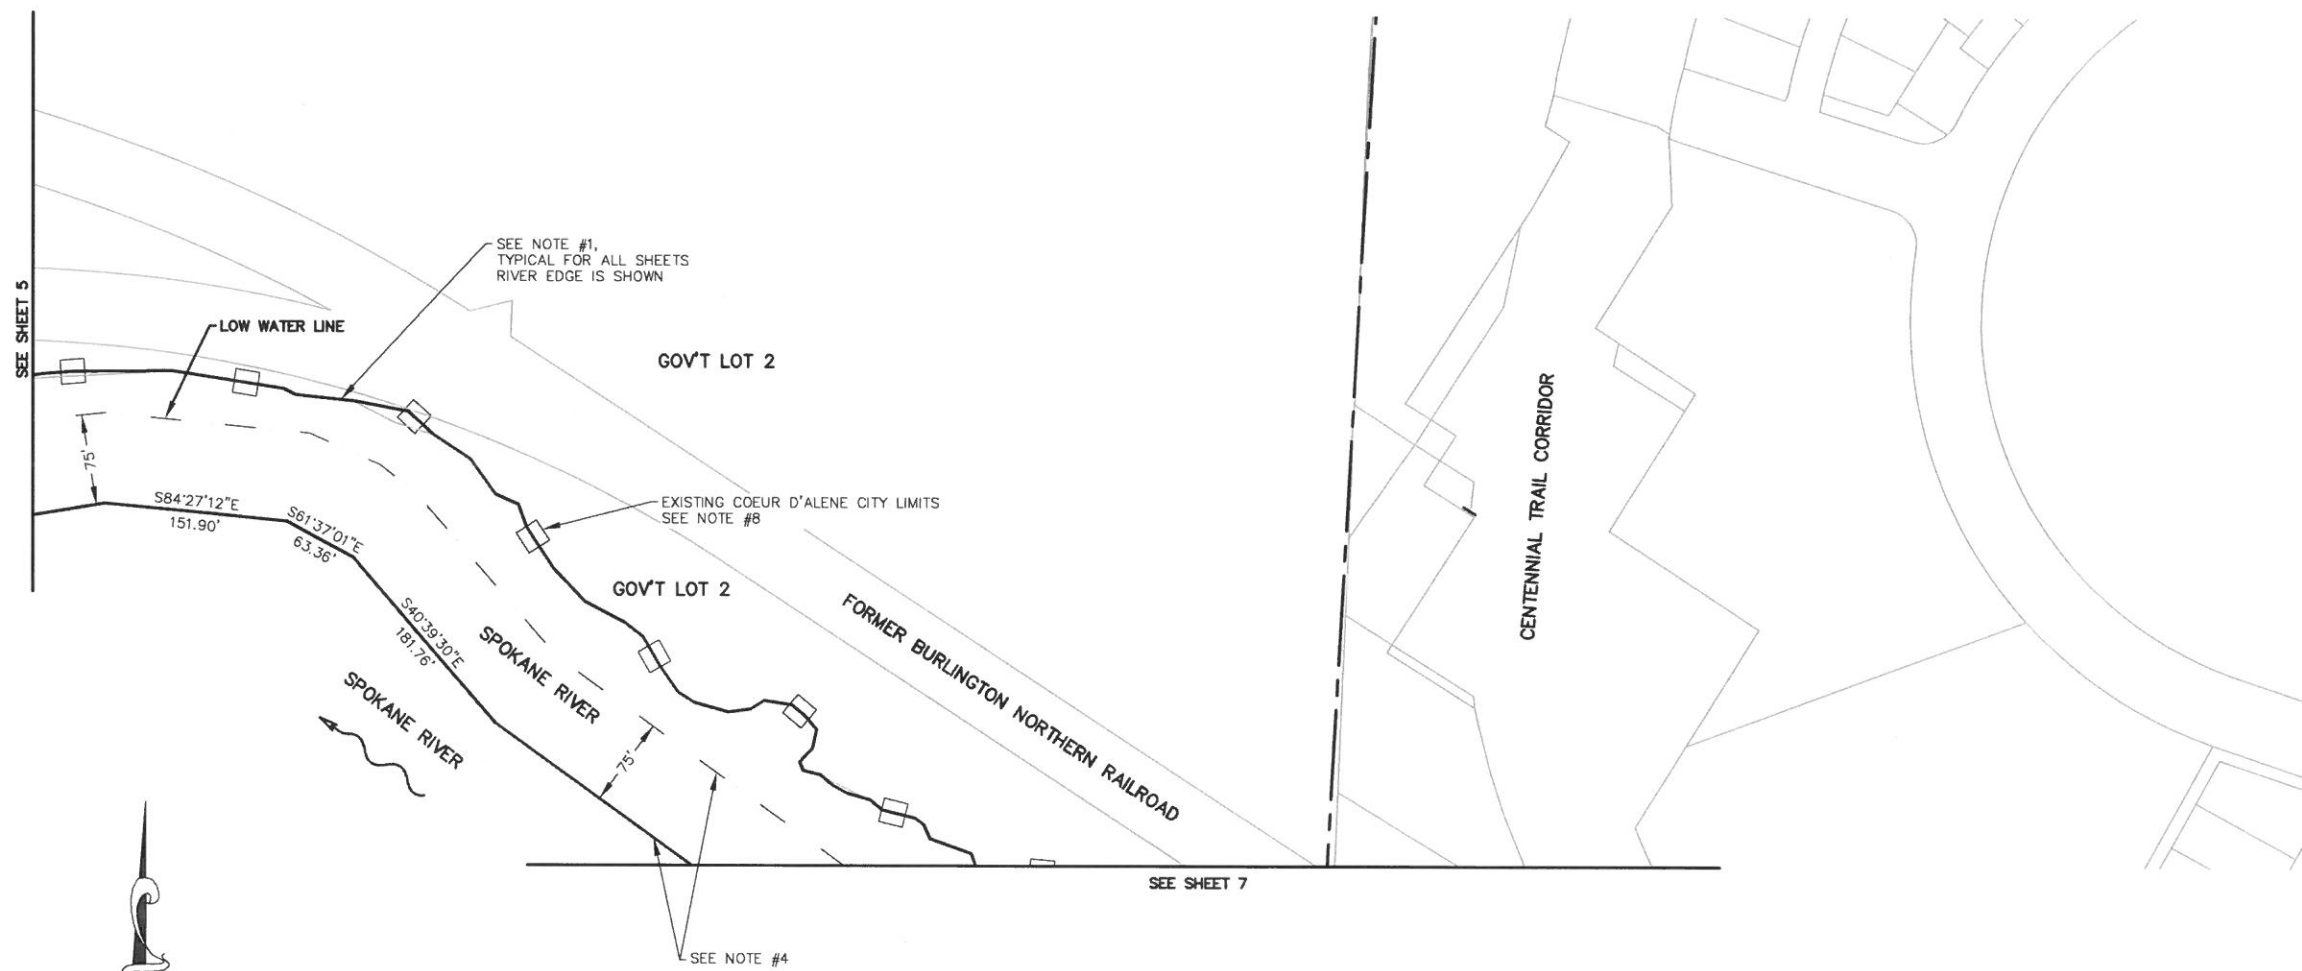 SEE SHEET 5
SEE NOTE #1,
TYPICAL FOR ALL SHEETS
RIVER EDGE IS SHOWN
LOW WATER LINE
GOV'T LOT 2
75'
S84°27'12"E
151.90'
S61°37'01"E
63.36'
EXISTING COEUR D'ALENE CITY LIMITS
SEE NOTE #8
GOV'T LOT 2
S40°39'30"E
181.76'
SPOKANE RIVER
SPOKANE RIVER
75'
FORMER BURLINGTON NORTHERN RAILROAD
CENTENNIAL TRAIL CORRIDOR
SEE SHEET 7
SEE NOTE #4